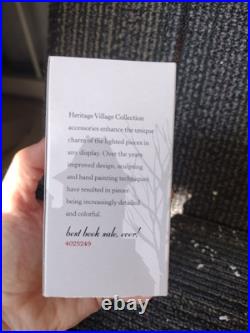 Heritage Village Collection
accessories enhance the unique
charm of the lighted pieces in
any display. Over the years
improved design, sculpting
and hand painting techniques
have resulted in pieces
being increasingly detailed
and colorful.
best book nook, ever!
4025249